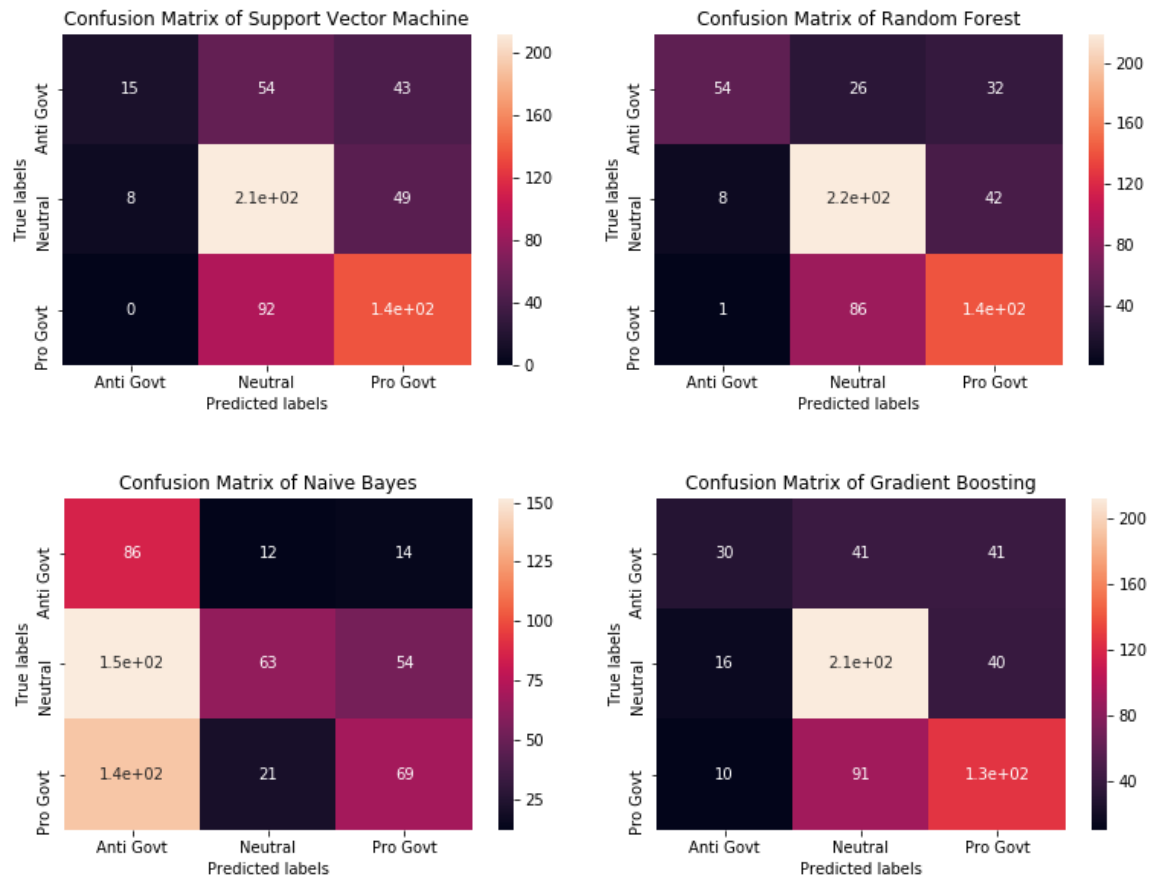 Confusion Matrix of Support Vector Machine
Anti Govt 15 54 43
Neutral 8 2.1e+02 49
Pro Govt 0 92 1.4e+02
True labels
Anti Govt Neutral Pro Govt
Predicted labels
200
160
120
80
40
0
Confusion Matrix of Random Forest
Anti Govt 54 26 32
Neutral 8 2.2e+02 42
Pro Govt 1 86 1.4e+02
True labels
Anti Govt Neutral Pro Govt
Predicted labels
200
160
120
80
40
Confusion Matrix of Naive Bayes
Anti Govt 86 12 14
Neutral 1.5e+02 63 54
Pro Govt 1.4e+02 21 69
True labels
Anti Govt Neutral Pro Govt
Predicted labels
150
125
100
75
50
25
Confusion Matrix of Gradient Boosting
Anti Govt 30 41 41
Neutral 16 2.1e+02 40
Pro Govt 10 91 1.3e+02
True labels
Anti Govt Neutral Pro Govt
Predicted labels
200
160
120
80
40